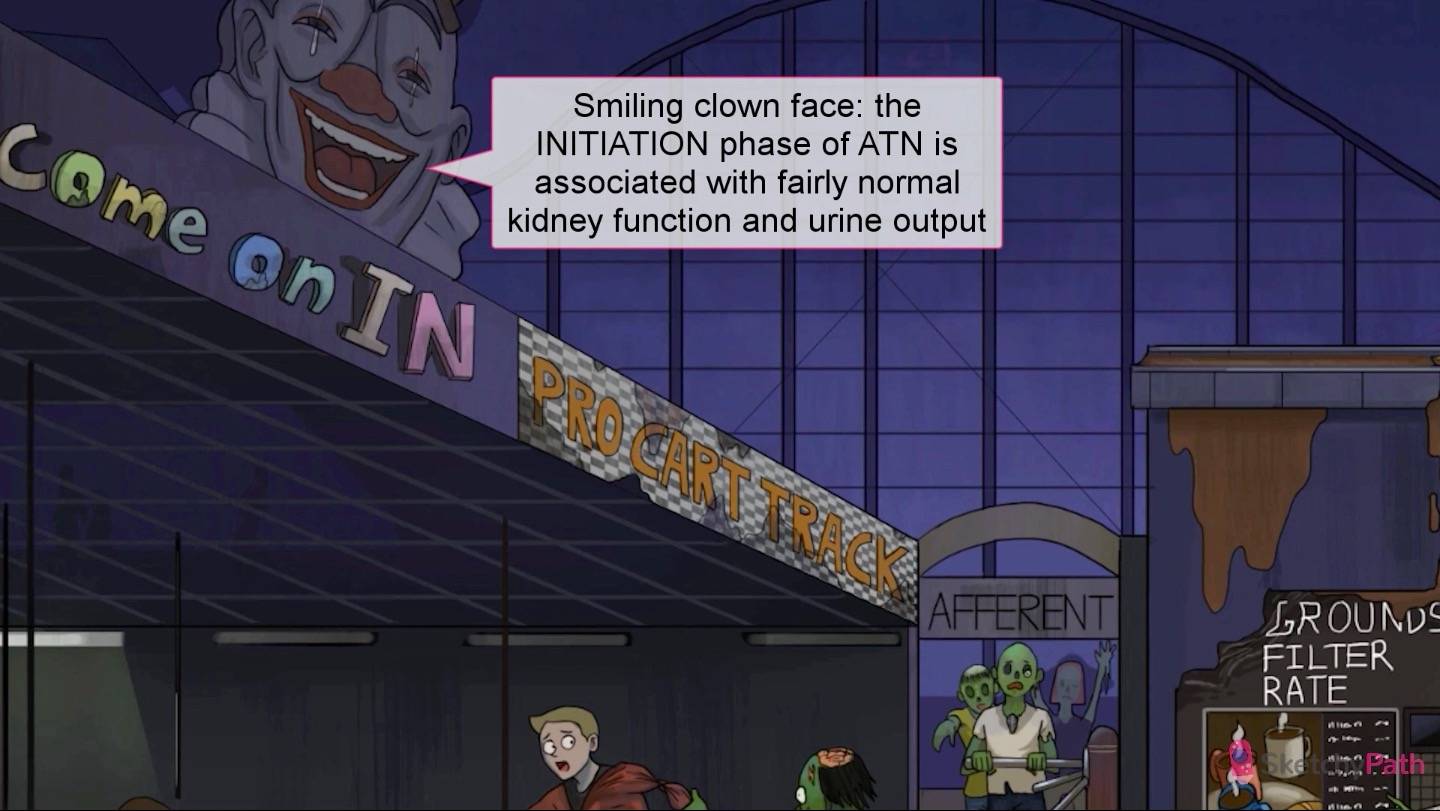 Smiling clown face: the
INITIATION phase of ATN is
associated with fairly normal
kidney function and urine output
come on IN
PRO CART TRACK
AFFERENT
GROUNDS
FILTER
RATE
SketchyPath